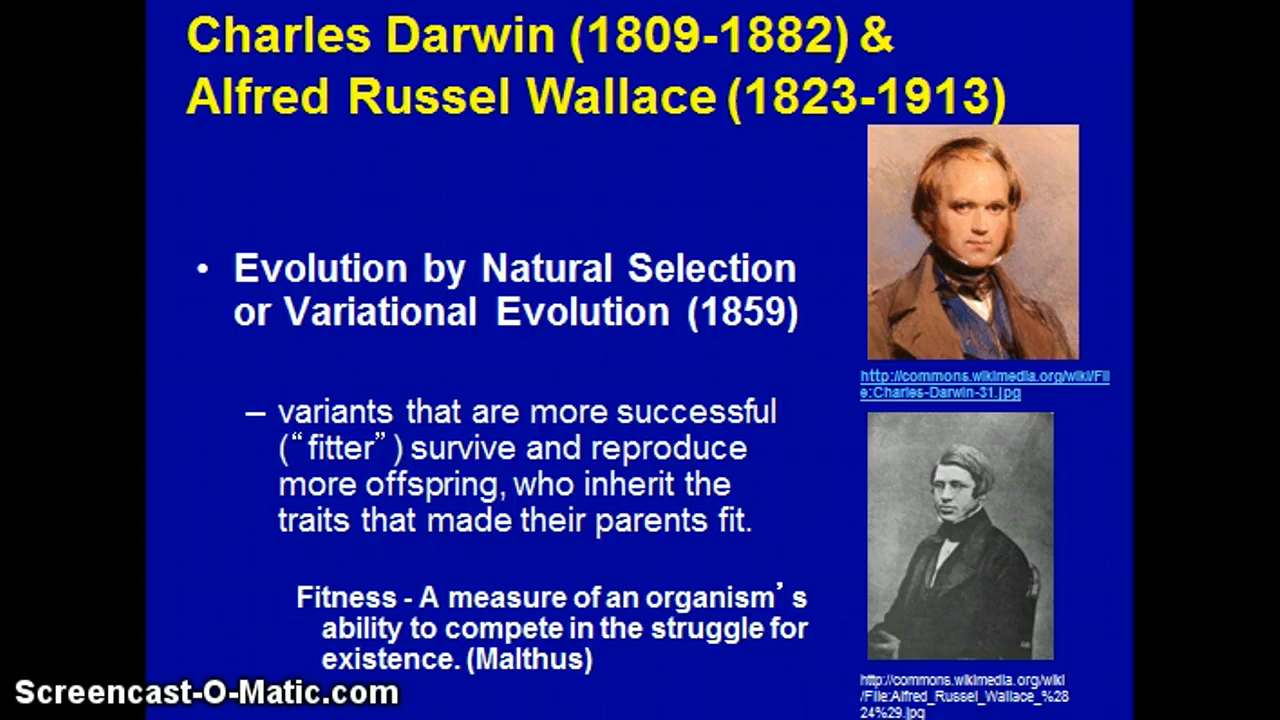 Charles Darwin (1809-1882) &
Alfred Russel Wallace (1823-1913)
• Evolution by Natural Selection
or Variational Evolution (1859)
– variants that are more successful
(“fitter”) survive and reproduce
more offspring, who inherit the
traits that made their parents fit.
Fitness - A measure of an organism’s
ability to compete in the struggle for
existence. (Malthus)
http://commons.wikimedia.org/wiki/Fil
e:Charles-Darwin-31.jpg
http://commons.wikimedia.org/wiki
/File:Alfred_Russel_Wallace_%28
24%29.jpg
Screencast-O-Matic.com